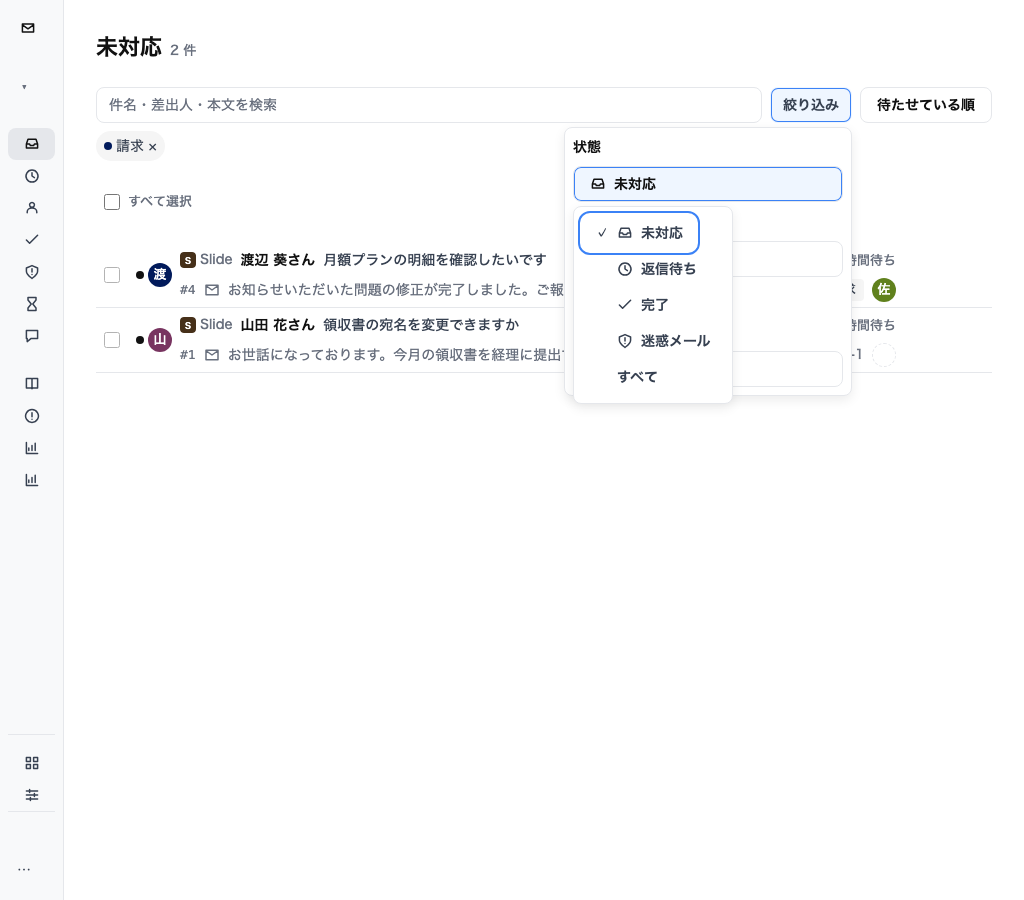 未対応 2 件
件名・差出人・本文を検索
絞り込み
待たせている順
請求 ×
状態
未対応
すべて選択
✓ 未対応
返信待ち
完了
迷惑メール
すべて
渡
S Slide 渡辺 葵さん 月額プランの明細を確認したいです
時間待ち
#4 お知らせいただいた問題の修正が完了しました。ご報
佐
山
S Slide 山田 花さん 領収書の宛名を変更できますか
時間待ち
#1 お世話になっております。今月の領収書を経理に提出
-1
…